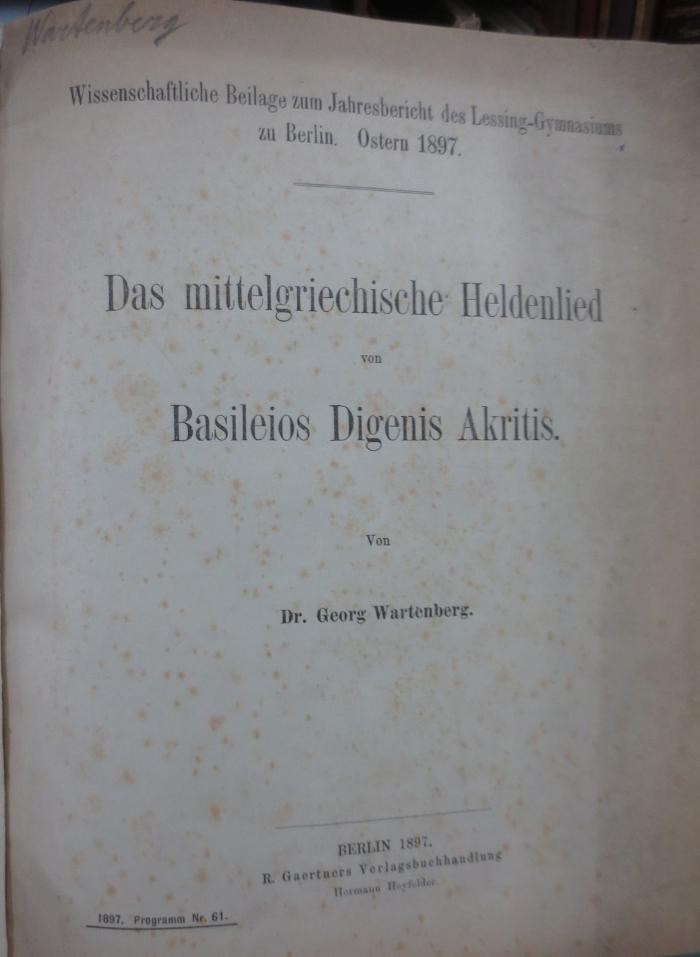 Wartenberg
Wissenschaftliche Beilage zum Jahresbericht des Lessing-Gymnasiums
zu Berlin. Ostern 1897.
Das mittelgriechische Heldenlied
von
Basileios Digenis Akritis.
Von
Dr. Georg Wartenberg.
BERLIN 1897.
R. Gaertners Verlagsbuchhandlung
Hermann Heyfelder.
1897. Programm Nr. 61.